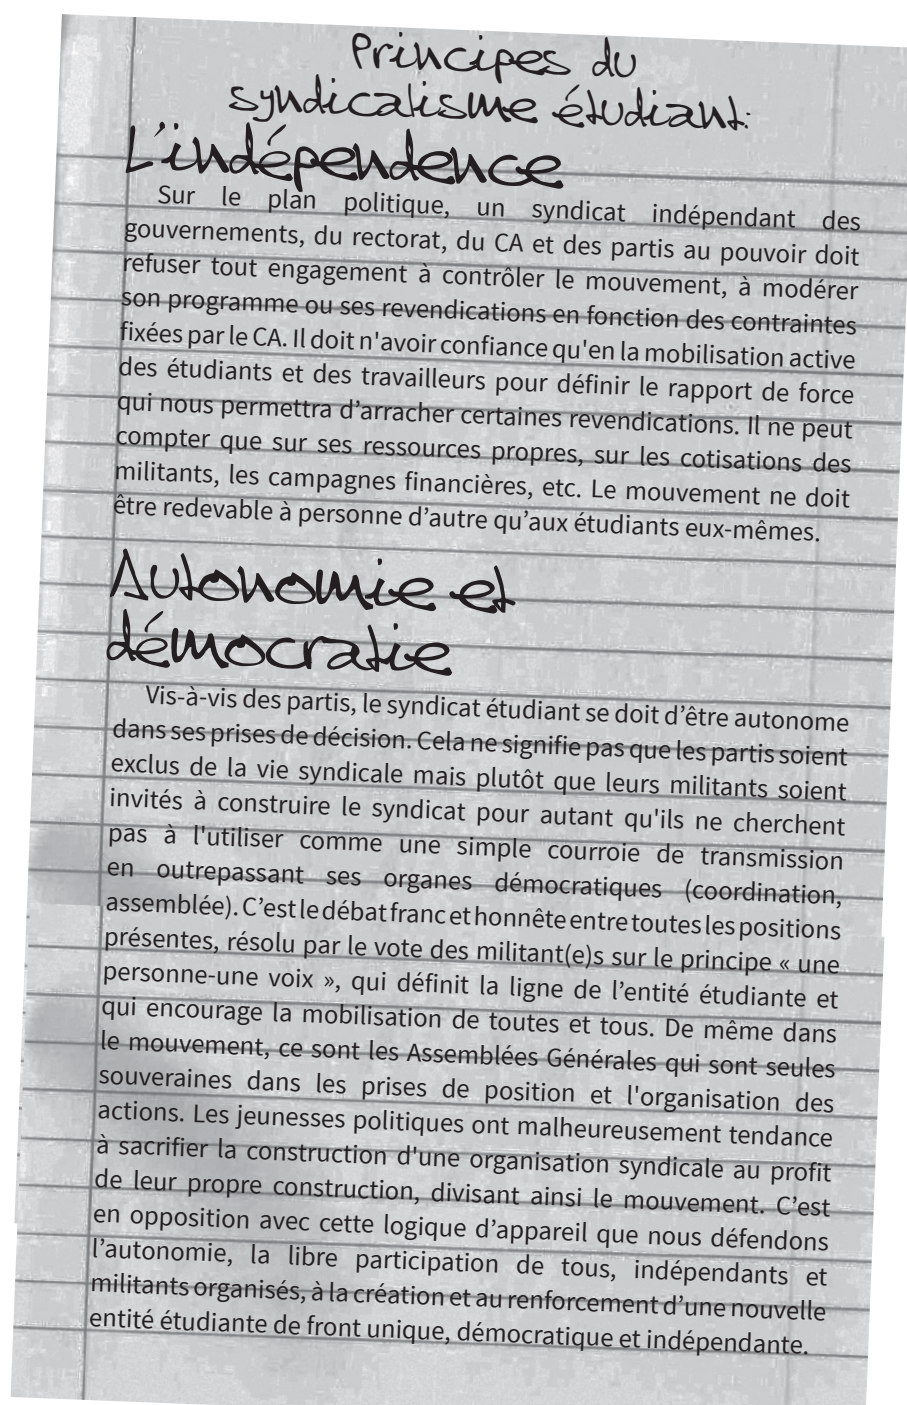 Principes du
syndicalisme étudiant:
L'indépendence
Sur le plan politique, un syndicat indépendant des
gouvernements, du rectorat, du CA et des partis au pouvoir doit
refuser tout engagement à contrôler le mouvement, à modérer
son programme ou ses revendications en fonction des contraintes
fixées par le CA. Il doit n'avoir confiance qu'en la mobilisation active
des étudiants et des travailleurs pour définir le rapport de force
qui nous permettra d’arracher certaines revendications. Il ne peut
compter que sur ses ressources propres, sur les cotisations des
militants, les campagnes financières, etc. Le mouvement ne doit
être redevable à personne d’autre qu’aux étudiants eux-mêmes.
Autonomie et
démocratie
Vis-à-vis des partis, le syndicat étudiant se doit d’être autonome
dans ses prises de décision. Cela ne signifie pas que les partis soient
exclus de la vie syndicale mais plutôt que leurs militants soient
invités à construire le syndicat pour autant qu'ils ne cherchent
pas à l'utiliser comme une simple courroie de transmission
en outrepassant ses organes démocratiques (coordination,
assemblée). C’est le débat franc et honnête entre toutes les positions
présentes, résolu par le vote des militant(e)s sur le principe « une
personne-une voix », qui définit la ligne de l’entité étudiante et
qui encourage la mobilisation de toutes et tous. De même dans
le mouvement, ce sont les Assemblées Générales qui sont seules
souveraines dans les prises de position et l'organisation des
actions. Les jeunesses politiques ont malheureusement tendance
à sacrifier la construction d'une organisation syndicale au profit
de leur propre construction, divisant ainsi le mouvement. C’est
en opposition avec cette logique d’appareil que nous défendons
l’autonomie, la libre participation de tous, indépendants et
militants organisés, à la création et au renforcement d’une nouvelle
entité étudiante de front unique, démocratique et indépendante.